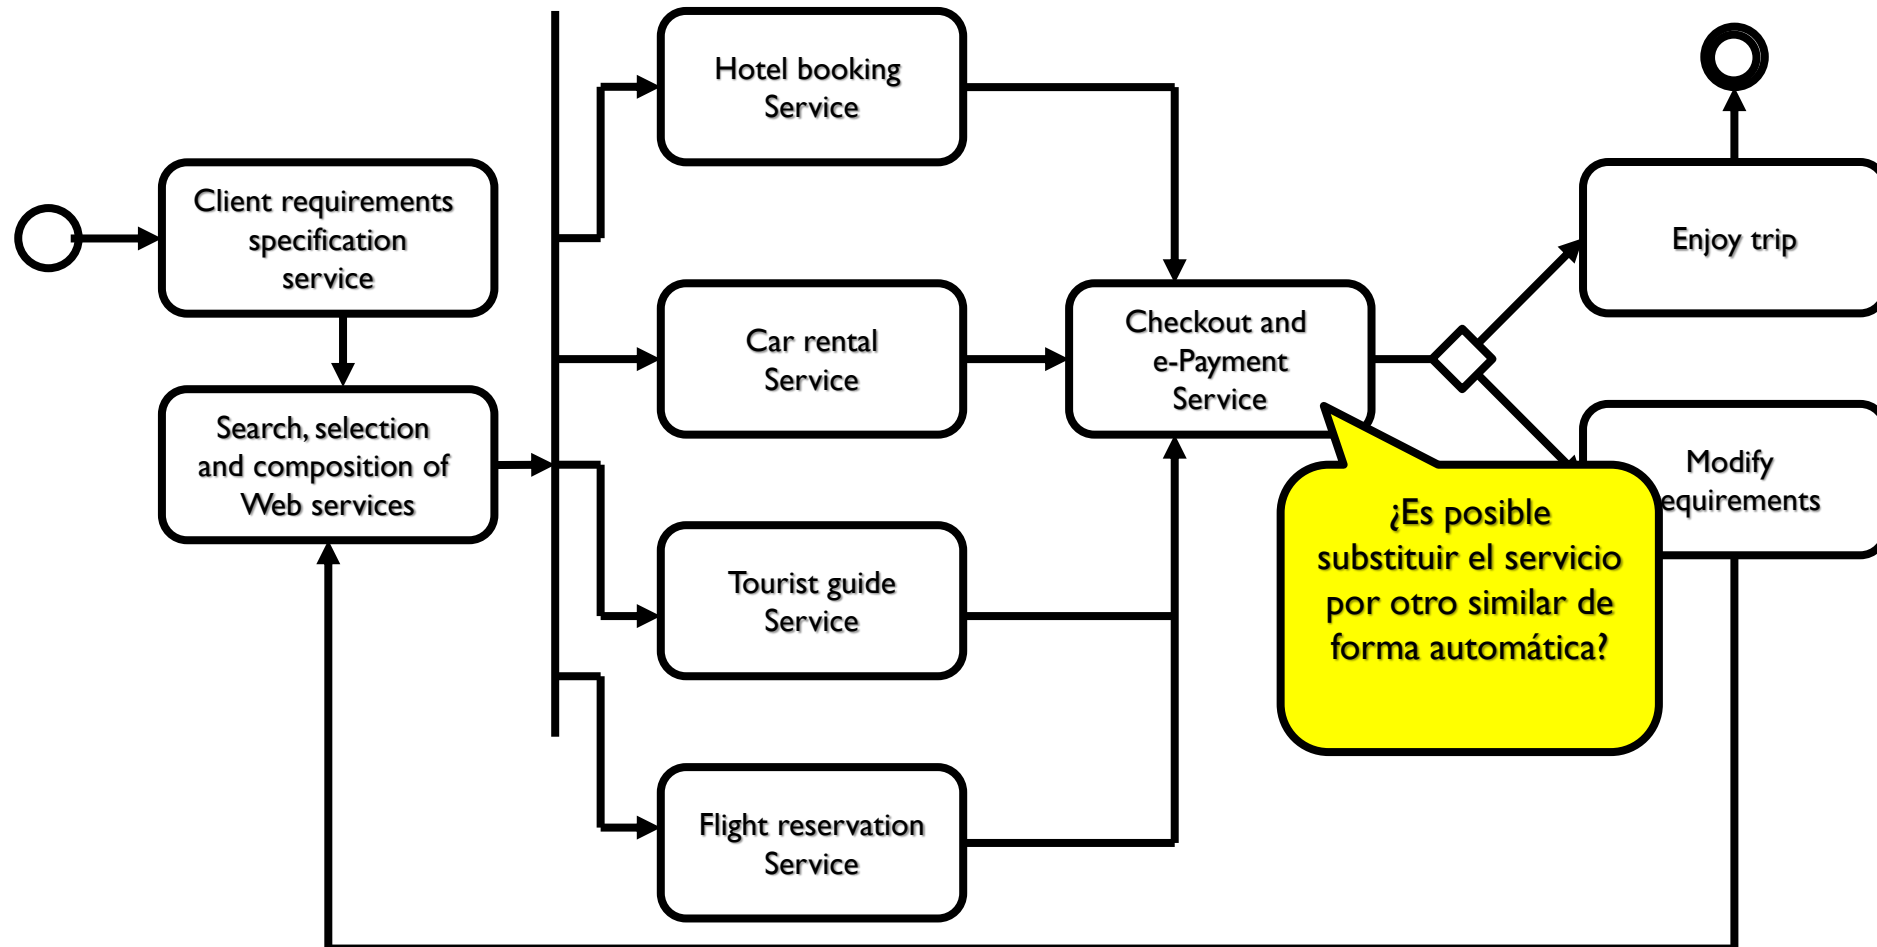 Client requirements
specification
service
Search, selection
and composition of
Web services
Hotel booking
Service
Car rental
Service
Tourist guide
Service
Flight reservation
Service
Checkout and
e-Payment
Service
Enjoy trip
Modify
equirements
¿Es posible
substituir el servicio
por otro similar de
forma automática?